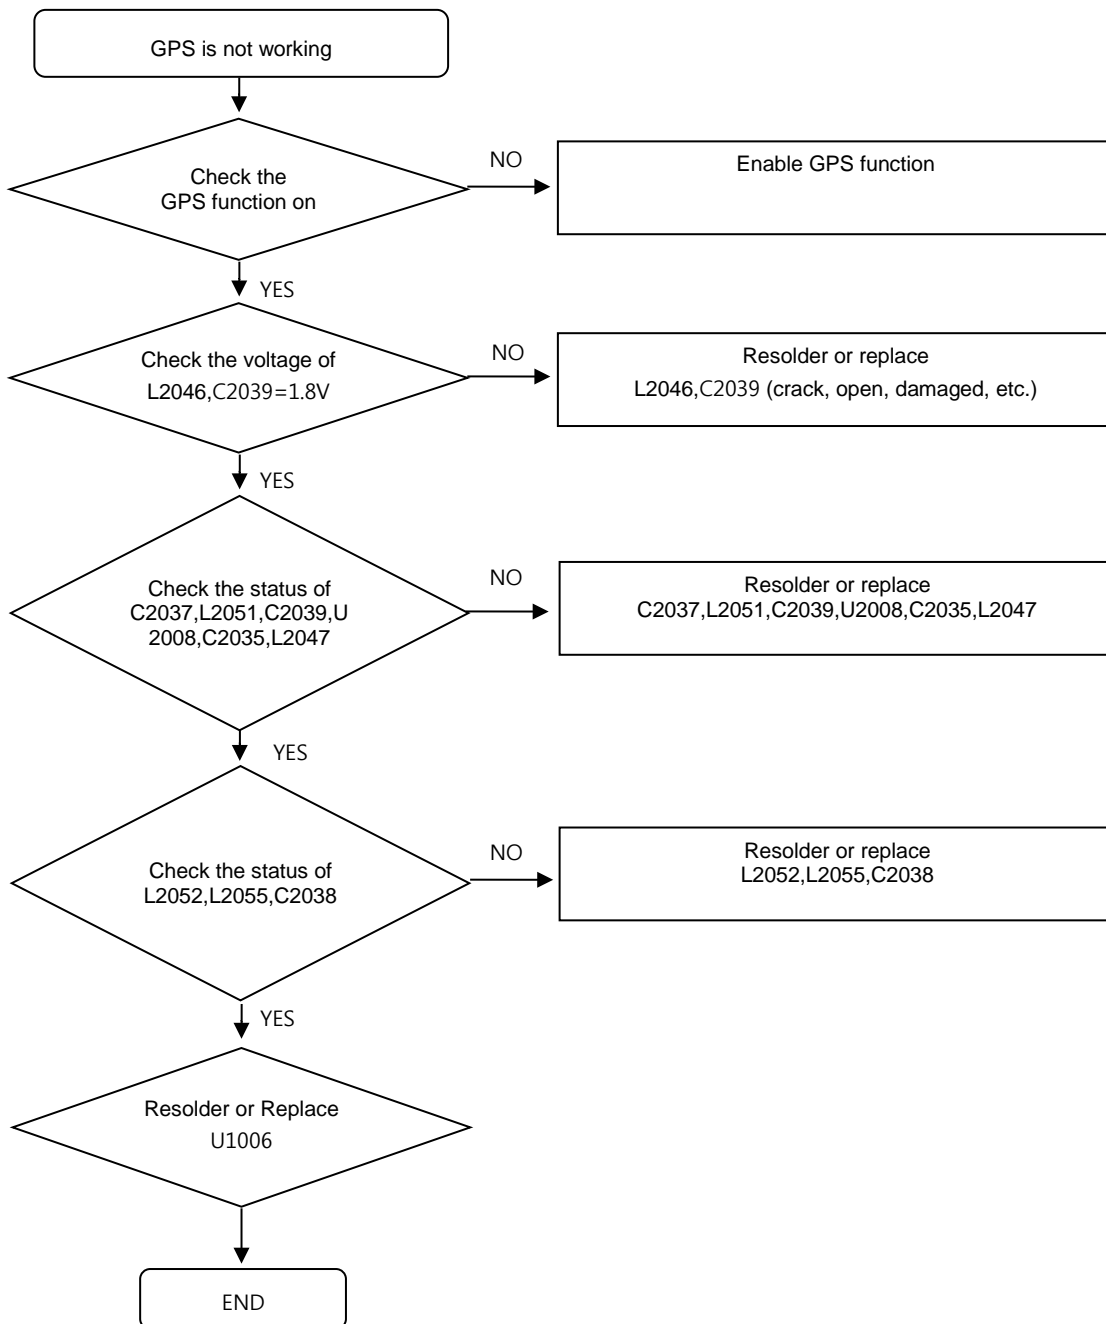 GPS is not working
Check the
GPS function on
NO
Enable GPS function
YES
Check the voltage of
L2046,C2039=1.8V
NO
Resolder or replace
L2046,C2039 (crack, open, damaged, etc.)
YES
Check the status of
C2037,L2051,C2039,U
2008,C2035,L2047
NO
Resolder or replace
C2037,L2051,C2039,U2008,C2035,L2047
YES
Check the status of
L2052,L2055,C2038
NO
Resolder or replace
L2052,L2055,C2038
YES
Resolder or Replace
U1006
END